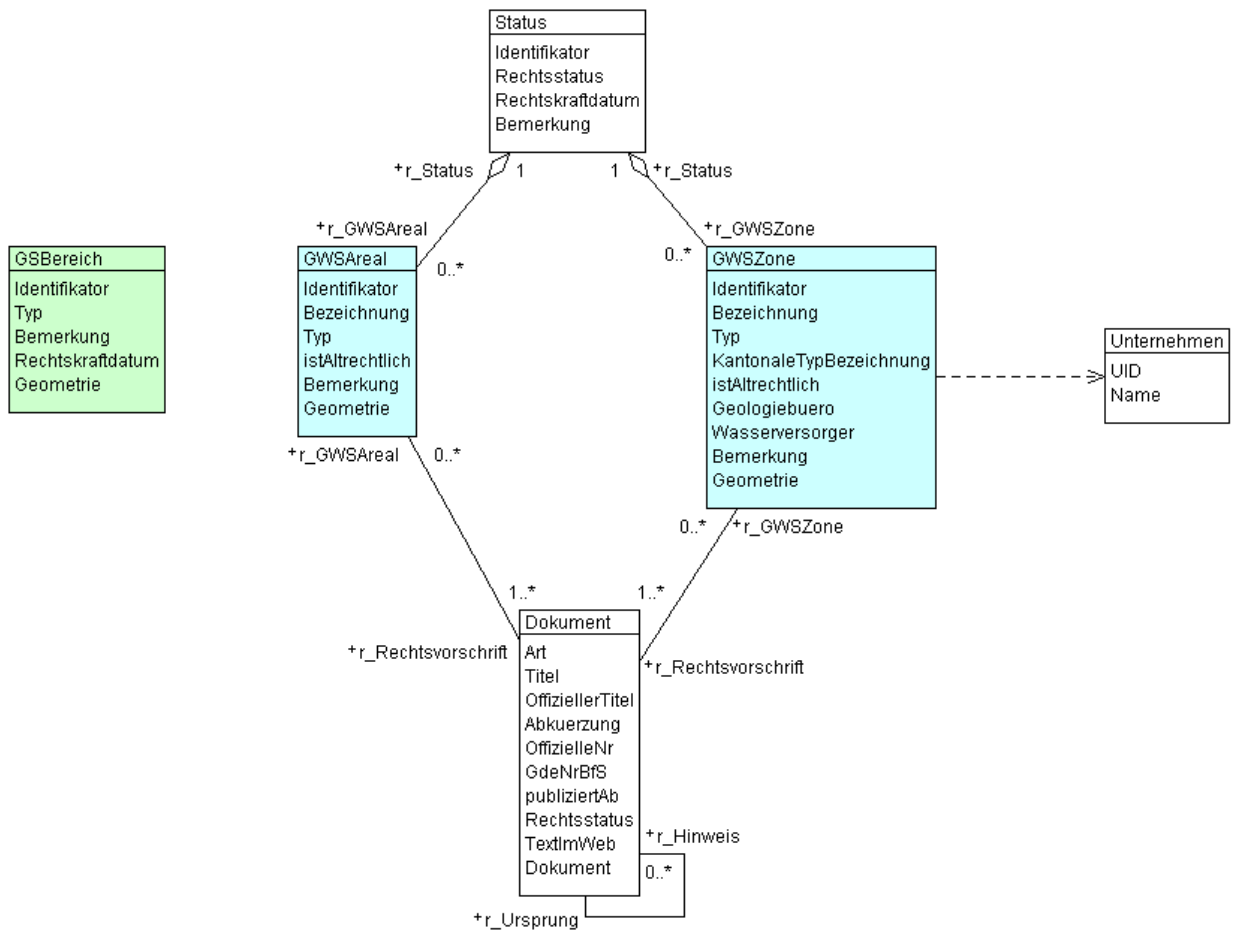 Status
Identifikator
Rechtsstatus
Rechtskraftdatum
Bemerkung
+r_Status
1
1
+r_Status
+r_GWSAreal
0..*
+r_GWSZone
0..*
GSBereich
Identifikator
Typ
Bemerkung
Rechtskraftdatum
Geometrie
GWSAreal
Identifikator
Bezeichnung
Typ
istAltrechtlich
Bemerkung
Geometrie
GWSZone
Identifikator
Bezeichnung
Typ
KantonaleTypBezeichnung
istAltrechtlich
Geologiebuero
Wasserversorger
Bemerkung
Geometrie
Unternehmen
UID
Name
+r_GWSAreal
0..*
0..*
+r_GWSZone
1..*
1..*
+r_Rechtsvorschrift
+r_Rechtsvorschrift
Dokument
Art
Titel
OffiziellerTitel
Abkuerzung
OffizielleNr
GdeNrBfS
publiziertAb
Rechtsstatus
TextImWeb
Dokument
+r_Hinweis
0..*
+r_Ursprung